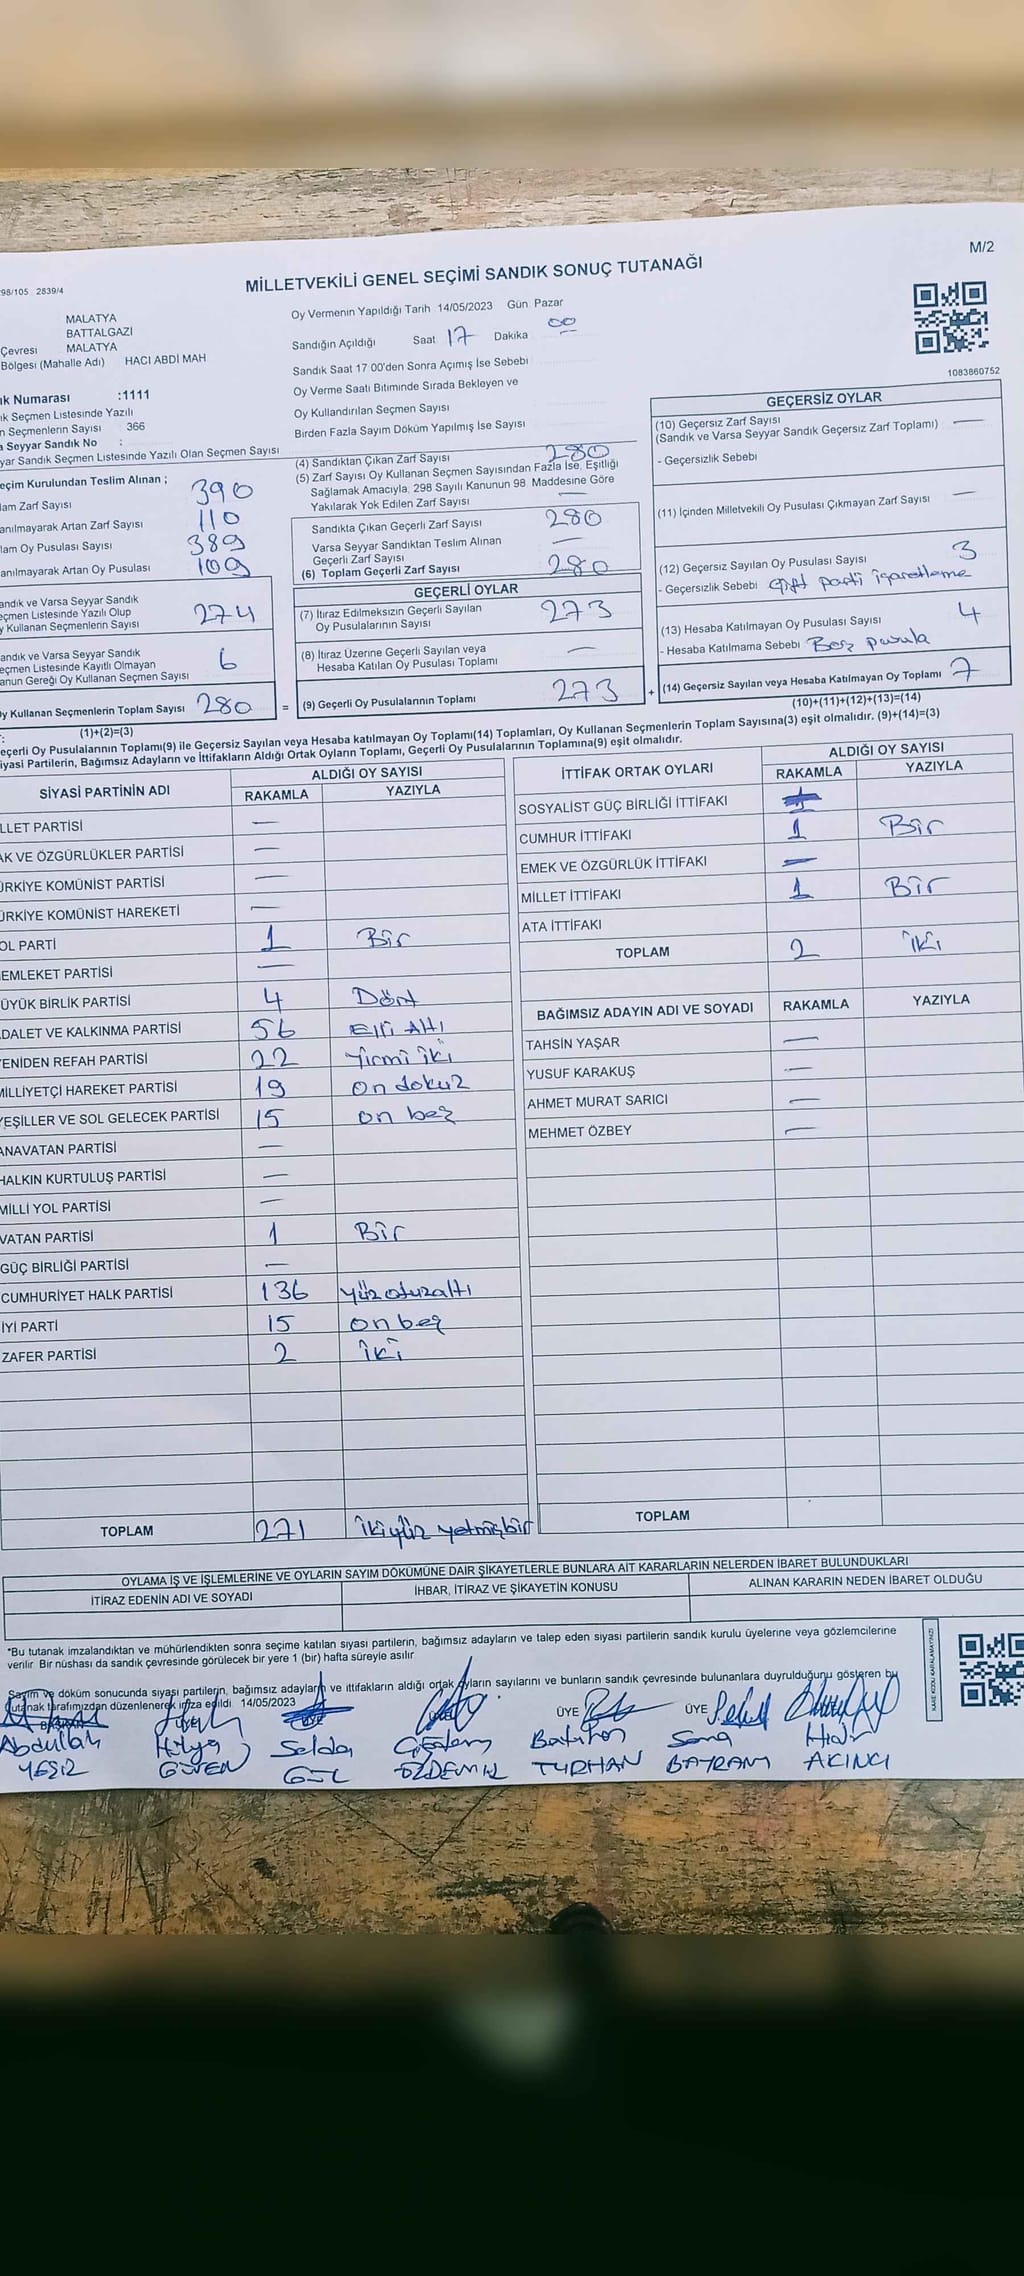 M/2
98/105 2839/4
MİLLETVEKİLİ GENEL SEÇİMİ SANDIK SONUÇ TUTANAĞI
MALATYA
BATTALGAZİ
Çevresi MALATYA
Bölgesi (Mahalle Adı) HACI ABDİ MAH
ık Numarası :1111
ık Seçmen Listesinde Yazılı
n Seçmenlerin Sayısı 366
a Seyyar Sandık No :
yar Sandık Seçmen Listesinde Yazılı Olan Seçmen Sayısı
Oy Vermenin Yapıldığı Tarih 14/05/2023 Gün Pazar
Sandığın Açıldığı Saat 17 Dakika 00
Sandık Saat 17 00'den Sonra Açımış İse Sebebi
Oy Verme Saati Bitiminde Sırada Bekleyen ve
Oy Kullandırılan Seçmen Sayısı
Birden Fazla Sayım Döküm Yapılmış İse Sayısı
1083860752
eçim Kurulundan Teslim Alınan ;
lam Zarf Sayısı 390
anılmayarak Artan Zarf Sayısı 110
lam Oy Pusulası Sayısı 389
anılmayarak Artan Oy Pusulası 109
andık ve Varsa Seyyar Sandık
eçmen Listesinde Yazılı Olup
y Kullanan Seçmenlerin Sayısı 274
andık ve Varsa Seyyar Sandık
eçmen Listesinde Kayıtlı Olmayan
anun Gereği Oy Kullanan Seçmen Sayısı 6
y Kullanan Seçmenlerin Toplam Sayısı 280 =
(1)+(2)=(3)
(4) Sandıktan Çıkan Zarf Sayısı 280
(5) Zarf Sayısı Oy Kullanan Seçmen Sayısından Fazla İse, Eşitliği
Sağlamak Amacıyla, 298 Sayılı Kanunun 98 Maddesine Göre
Yakılarak Yok Edilen Zarf Sayısı —
Sandıkta Çıkan Geçerli Zarf Sayısı 280
Varsa Seyyar Sandıktan Teslim Alınan
Geçerli Zarf Sayısı —
(6) Toplam Geçerli Zarf Sayısı 280
GEÇERLİ OYLAR
(7) İtiraz Edilmeksizin Geçerli Sayılan
Oy Pusulalarının Sayısı 273
(8) İtiraz Üzerine Geçerli Sayılan veya
Hesaba Katılan Oy Pusulası Toplamı —
(9) Geçerli Oy Pusulalarının Toplamı 273 +
GEÇERSİZ OYLAR
(10) Geçersiz Zarf Sayısı —
(Sandık ve Varsa Seyyar Sandık Geçersiz Zarf Toplamı)
- Geçersizlik Sebebi
(11) İçinden Milletvekili Oy Pusulası Çıkmayan Zarf Sayısı —
(12) Geçersiz Sayılan Oy Pusulası Sayısı 3
- Geçersizlik Sebebi çift parti işaretleme
(13) Hesaba Katılmayan Oy Pusulası Sayısı 4
- Hesaba Katılmama Sebebi Boş pusula
(14) Geçersiz Sayılan veya Hesaba Katılmayan Oy Toplamı 7
(10)+(11)+(12)+(13)=(14)
:
eçerli Oy Pusulalarının Toplamı(9) ile Geçersiz Sayılan veya Hesaba katılmayan Oy Toplamı(14) Toplamları, Oy Kullanan Seçmenlerin Toplam Sayısına(3) eşit olmalıdır. (9)+(14)=(3)
iyasi Partilerin, Bağımsız Adayların ve İttifakların Aldığı Ortak Oyların Toplamı, Geçerli Oy Pusulalarının Toplamına(9) eşit olmalıdır.
SİYASİ PARTİNİN ADI ALDIĞI OY SAYISI
RAKAMLA YAZIYLA
LLET PARTİSİ —
AK VE ÖZGÜRLÜKLER PARTİSİ —
ÜRKİYE KOMÜNİST PARTİSİ —
ÜRKİYE KOMÜNİST HAREKETİ —
OL PARTİ 1 Bir
EMLEKET PARTİSİ —
ÜYÜK BİRLİK PARTİSİ 4 Dört
DALET VE KALKINMA PARTİSİ 56 Elli Altı
ENİDEN REFAH PARTİSİ 22 Yirmi iki
MİLLİYETÇİ HAREKET PARTİSİ 19 On dokuz
YEŞİLLER VE SOL GELECEK PARTİSİ 15 on beş
ANAVATAN PARTİSİ —
HALKIN KURTULUŞ PARTİSİ —
MİLLİ YOL PARTİSİ —
VATAN PARTİSİ 1 Bir
GÜÇ BİRLİĞİ PARTİSİ —
CUMHURİYET HALK PARTİSİ 136 yüzotuzaltı
İYİ PARTİ 15 onbeş
ZAFER PARTİSİ 2 iki
TOPLAM 271 ikiyüz yetmişbir
İTTİFAK ORTAK OYLARI ALDIĞI OY SAYISI
RAKAMLA YAZIYLA
SOSYALİST GÜÇ BİRLİĞİ İTTİFAKI
CUMHUR İTTİFAKI 1 Bir
EMEK VE ÖZGÜRLÜK İTTİFAKI —
MİLLET İTTİFAKI 1 Bir
ATA İTTİFAKI
TOPLAM 2 iki
BAĞIMSIZ ADAYIN ADI VE SOYADI RAKAMLA YAZIYLA
TAHSİN YAŞAR —
YUSUF KARAKUŞ —
AHMET MURAT SARICI —
MEHMET ÖZBEY —
TOPLAM
OYLAMA İŞ VE İŞLEMLERİNE VE OYLARIN SAYIM DÖKÜMÜNE DAİR ŞİKAYETLERLE BUNLARA AİT KARARLARIN NELERDEN İBARET BULUNDUKLARI
İTİRAZ EDENİN ADI VE SOYADI İHBAR, İTİRAZ VE ŞİKAYETİN KONUSU ALINAN KARARIN NEDEN İBARET OLDUĞU
*Bu tutanak imzalandıktan ve mühürlendikten sonra seçime katılan siyası partilerin, bağımsız adayların ve talep eden siyası partilerin sandık kurulu üyelerine veya gözlemcilerine
verilir Bir nüshası da sandık çevresinde görülecek bir yere 1 (bir) hafta süreyle asılır
Sayım ve döküm sonucunda siyası partilerin, bağımsız adayların ve ittifakların aldığı ortak oyların sayılarını ve bunların sandık çevresinde bulunanlara duyrulduğunu gösteren bu
tutanak tarafımızdan düzenlenerek imza edildi. 14/05/2023
BAŞKAN ÜYE ÜYE ÜYE ÜYE
Abdullah Hülya Selda Çiğdem Batıhan Hıdır
YEŞİL GÜVEN GÜL ÖZDEMİR TURHAN BAYRAM AKINCI
KARE KODU KARALAMAYINIZ!